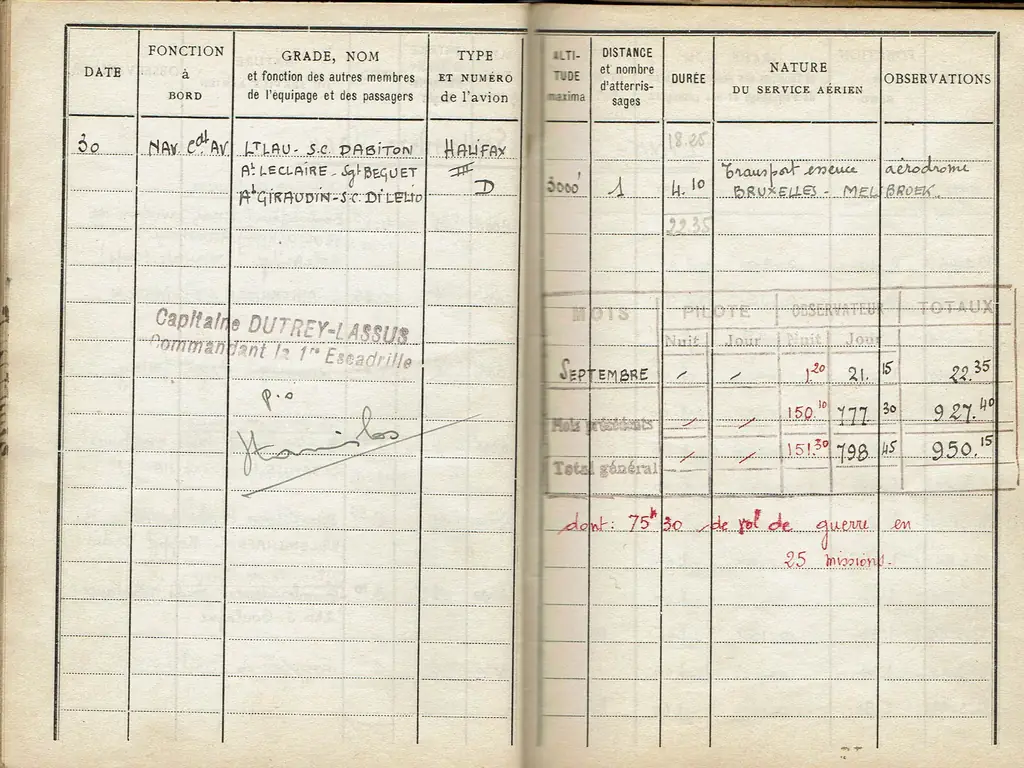 DATE
FONCTION
à
BORD
GRADE, NOM
et fonction des autres membres
de l'equipage et des passagers
TYPE
ET NUMÉRO
de l'avion
ALTI-
TUDE
maxima
DISTANCE
et nombre
d'atterris-
sages
DURÉE
NATURE
DU SERVICE AÉRIEN
OBSERVATIONS
18.25
30 NAV. Cdt AV. Lt LAU - S.C. DABITON HALIFAX
At LECLAIRE - Sgt BEGUET III
At GIRAUDIN - S.C. DI LELIO D
3000' 1 4.10 Transport essence aérodrome
BRUXELLES - MELSBROEK.
22.35
Capitaine DUTREY-LASSUS
Commandant la 1re Escadrille
p.o
MOIS PILOTE OBSERVATEUR TOTAUX
Nuit Jour Nuit Jour
SEPTEMBRE / / 1.20 21. 15 22.35
Mois précédents / / 150.10 777 30 927.40
Total général / / 151.30 798 45 950.15
dont: 75h30 de vol de guerre en
25 missions.